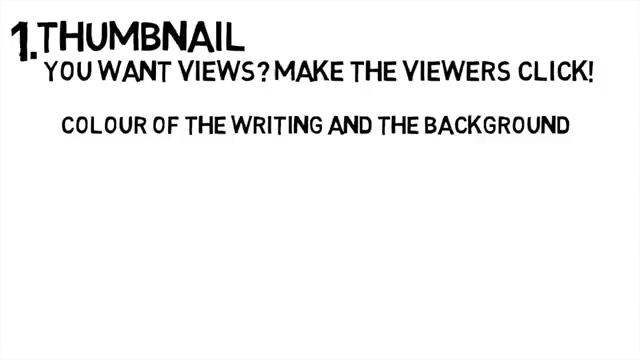 1. THUMBNAIL
YOU WANT VIEWS? MAKE THE VIEWERS CLICK!
COLOUR OF THE WRITING AND THE BACKGROUND